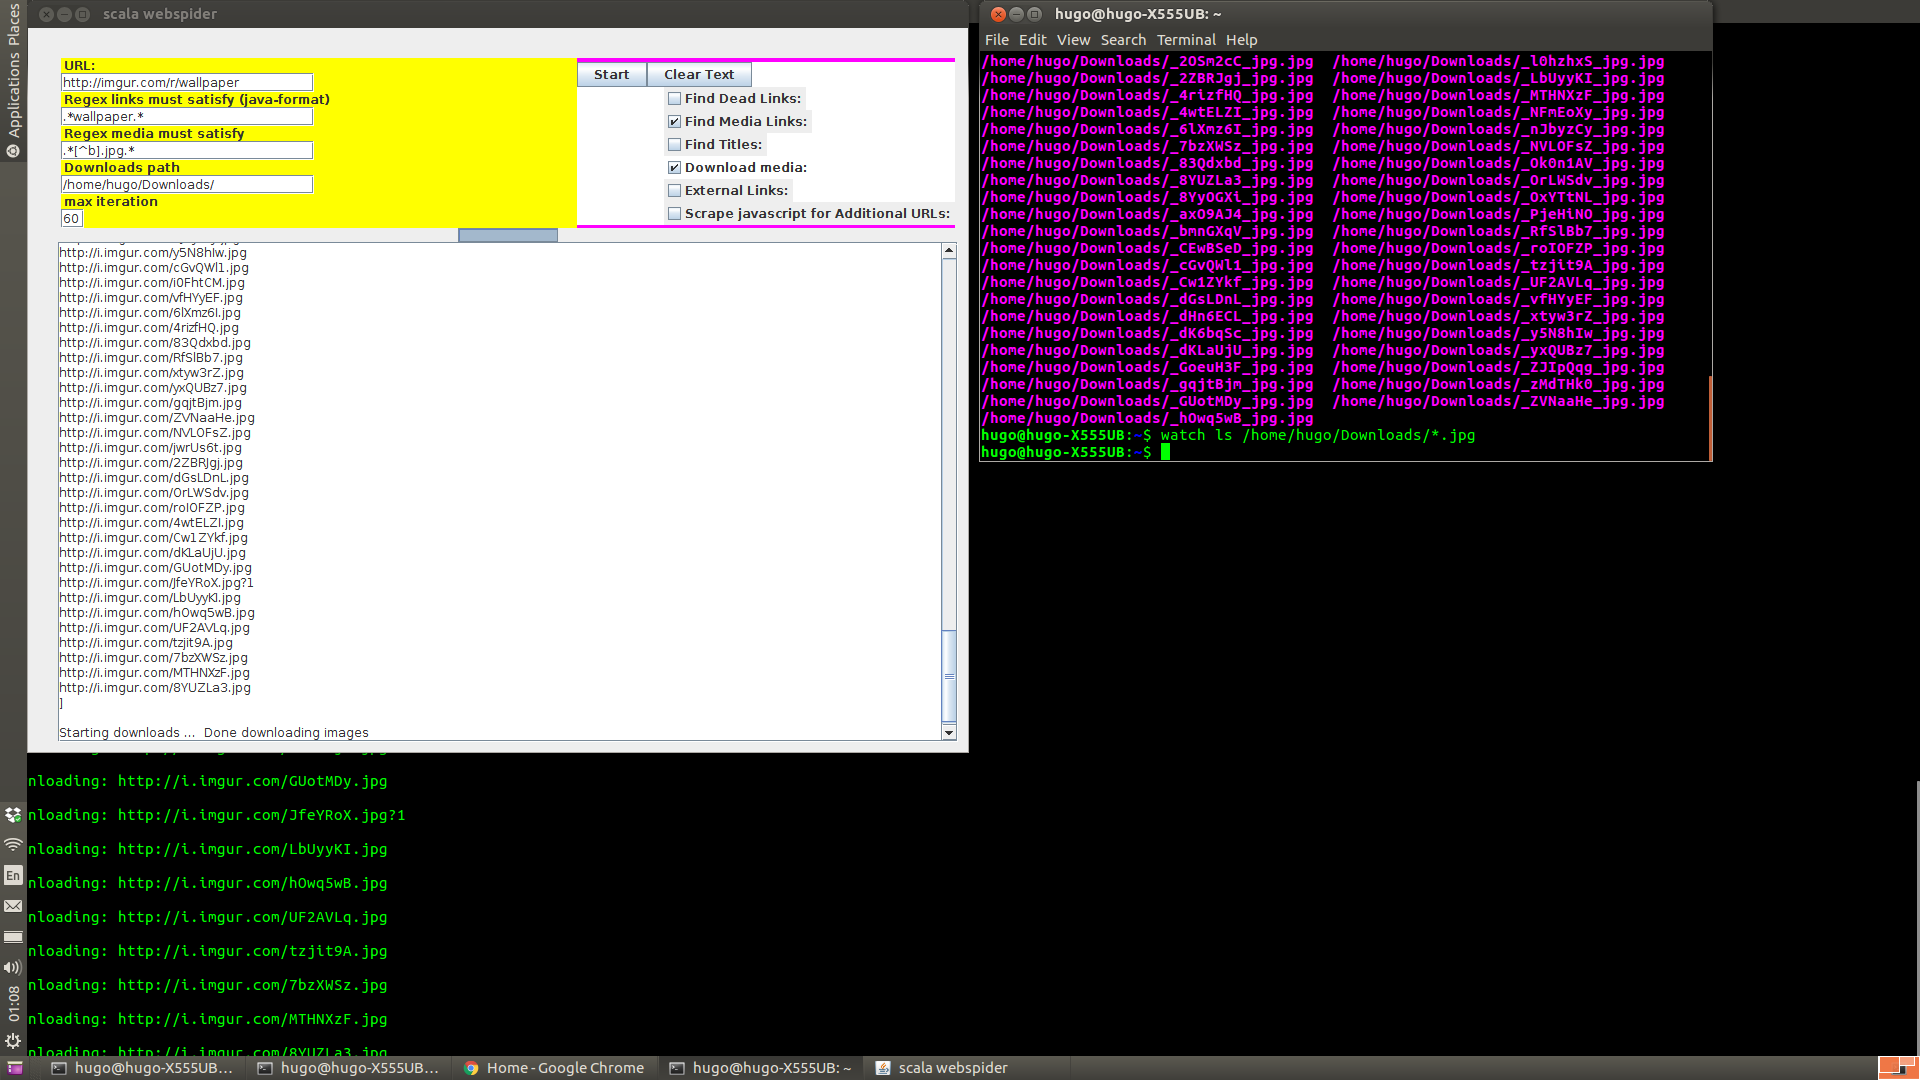 scala webspider
URL:
http://imgur.com/r/wallpaper
Regex links must satisfy (java-format)
.*wallpaper.*
Regex media must satisfy
.*[^b].jpg.*
Downloads path
/home/hugo/Downloads/
max iteration
60
Start Clear Text
Find Dead Links:
Find Media Links:
Find Titles:
Download media:
External Links:
Scrape javascript for Additional URLs:
http://i.imgur.com/y5N8hIw.jpg
http://i.imgur.com/cGvQWl1.jpg
http://i.imgur.com/i0FhtCM.jpg
http://i.imgur.com/vfHYyEF.jpg
http://i.imgur.com/6lXmz6I.jpg
http://i.imgur.com/4rizfHQ.jpg
http://i.imgur.com/83Qdxbd.jpg
http://i.imgur.com/RfSlBb7.jpg
http://i.imgur.com/xtyw3rZ.jpg
http://i.imgur.com/yxQUBz7.jpg
http://i.imgur.com/gqjtBjm.jpg
http://i.imgur.com/ZVNaaHe.jpg
http://i.imgur.com/NVLOFsZ.jpg
http://i.imgur.com/jwrUs6t.jpg
http://i.imgur.com/2ZBRJgj.jpg
http://i.imgur.com/dGsLDnL.jpg
http://i.imgur.com/OrLWSdv.jpg
http://i.imgur.com/roIOFZP.jpg
http://i.imgur.com/4wtELZI.jpg
http://i.imgur.com/Cw1ZYkf.jpg
http://i.imgur.com/dKLaUjU.jpg
http://i.imgur.com/GUotMDy.jpg
http://i.imgur.com/JfeYRoX.jpg?1
http://i.imgur.com/LbUyyKI.jpg
http://i.imgur.com/hOwq5wB.jpg
http://i.imgur.com/UF2AVLq.jpg
http://i.imgur.com/tzjit9A.jpg
http://i.imgur.com/7bzXWSz.jpg
http://i.imgur.com/MTHNXzF.jpg
http://i.imgur.com/8YUZLa3.jpg
]
Starting downloads ... Done downloading images
nloading: http://i.imgur.com/GUotMDy.jpg
nloading: http://i.imgur.com/JfeYRoX.jpg?1
nloading: http://i.imgur.com/LbUyyKI.jpg
nloading: http://i.imgur.com/hOwq5wB.jpg
nloading: http://i.imgur.com/UF2AVLq.jpg
nloading: http://i.imgur.com/tzjit9A.jpg
nloading: http://i.imgur.com/7bzXWSz.jpg
nloading: http://i.imgur.com/MTHNXzF.jpg
nloading: http://i.imgur.com/8YUZLa3.jpg
hugo@hugo-X555UB: ~
File Edit View Search Terminal Help
/home/hugo/Downloads/_2OSm2cC_jpg.jpg /home/hugo/Downloads/_l0hzhxS_jpg.jpg
/home/hugo/Downloads/_2ZBRJgj_jpg.jpg /home/hugo/Downloads/_LbUyyKI_jpg.jpg
/home/hugo/Downloads/_4rizfHQ_jpg.jpg /home/hugo/Downloads/_MTHNXzF_jpg.jpg
/home/hugo/Downloads/_4wtELZI_jpg.jpg /home/hugo/Downloads/_NFmEoXy_jpg.jpg
/home/hugo/Downloads/_6lXmz6I_jpg.jpg /home/hugo/Downloads/_nJbyzCy_jpg.jpg
/home/hugo/Downloads/_7bzXWSz_jpg.jpg /home/hugo/Downloads/_NVLOFsZ_jpg.jpg
/home/hugo/Downloads/_83Qdxbd_jpg.jpg /home/hugo/Downloads/_Ok0n1AV_jpg.jpg
/home/hugo/Downloads/_8YUZLa3_jpg.jpg /home/hugo/Downloads/_OrLWSdv_jpg.jpg
/home/hugo/Downloads/_8YyOGXi_jpg.jpg /home/hugo/Downloads/_OxYTtNL_jpg.jpg
/home/hugo/Downloads/_axO9AJ4_jpg.jpg /home/hugo/Downloads/_PjeHiNO_jpg.jpg
/home/hugo/Downloads/_bmnGXqV_jpg.jpg /home/hugo/Downloads/_RfSlBb7_jpg.jpg
/home/hugo/Downloads/_CEwBSeD_jpg.jpg /home/hugo/Downloads/_roIOFZP_jpg.jpg
/home/hugo/Downloads/_cGvQWl1_jpg.jpg /home/hugo/Downloads/_tzjit9A_jpg.jpg
/home/hugo/Downloads/_Cw1ZYkf_jpg.jpg /home/hugo/Downloads/_UF2AVLq_jpg.jpg
/home/hugo/Downloads/_dGsLDnL_jpg.jpg /home/hugo/Downloads/_vfHYyEF_jpg.jpg
/home/hugo/Downloads/_dHn6ECL_jpg.jpg /home/hugo/Downloads/_xtyw3rZ_jpg.jpg
/home/hugo/Downloads/_dK6bqSc_jpg.jpg /home/hugo/Downloads/_y5N8hIw_jpg.jpg
/home/hugo/Downloads/_dKLaUjU_jpg.jpg /home/hugo/Downloads/_yxQUBz7_jpg.jpg
/home/hugo/Downloads/_GoeuH3F_jpg.jpg /home/hugo/Downloads/_ZJIpQqg_jpg.jpg
/home/hugo/Downloads/_gqjtBjm_jpg.jpg /home/hugo/Downloads/_zMdTHk0_jpg.jpg
/home/hugo/Downloads/_GUotMDy_jpg.jpg /home/hugo/Downloads/_ZVNaaHe_jpg.jpg
/home/hugo/Downloads/_hOwq5wB_jpg.jpg
hugo@hugo-X555UB:~$ watch ls /home/hugo/Downloads/*.jpg
hugo@hugo-X555UB:~$
Applications Places
En
01:08
hugo@hugo-X555UB... hugo@hugo-X555UB... Home - Google Chrome hugo@hugo-X555UB: ~ scala webspider